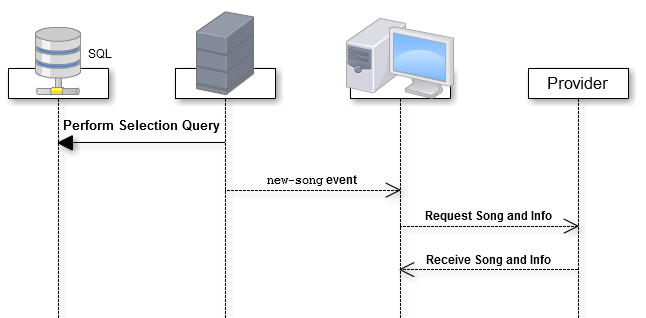 SQL
Provider
Perform Selection Query
new-song event
Request Song and Info
Receive Song and Info